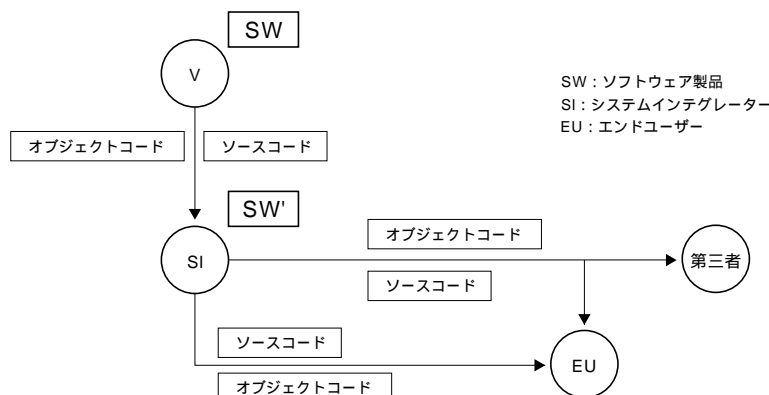 SW
V
SW：ソフトウェア製品
SI：システムインテグレーター
EU：エンドユーザー
オブジェクトコード
ソースコード
SW'
オブジェクトコード
SI
第三者
ソースコード
ソースコード
EU
オブジェクトコード